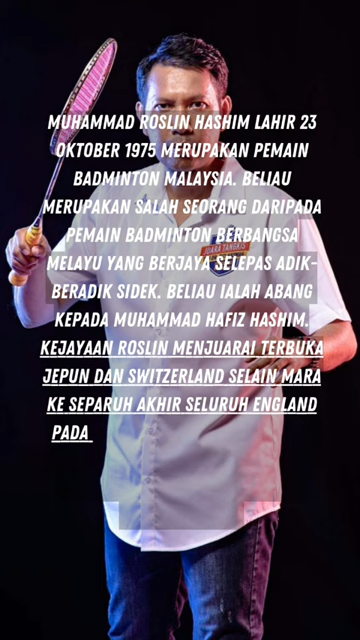 MUHAMMAD ROSLIN HASHIM LAHIR 23
OKTOBER 1975 MERUPAKAN PEMAIN
BADMINTON MALAYSIA. BELIAU
MERUPAKAN SALAH SEORANG DARIPADA
PEMAIN BADMINTON BERBANGSA
JUARA TANGKIS
MELAYU YANG BERJAYA SELEPAS ADIK-
BERADIK SIDEK. BELIAU IALAH ABANG
KEPADA MUHAMMAD HAFIZ HASHIM.
KEJAYAAN ROSLIN MENJUARAI TERBUKA
JEPUN DAN SWITZERLAND SELAIN MARA
KE SEPARUH AKHIR SELURUH ENGLAND
PADA